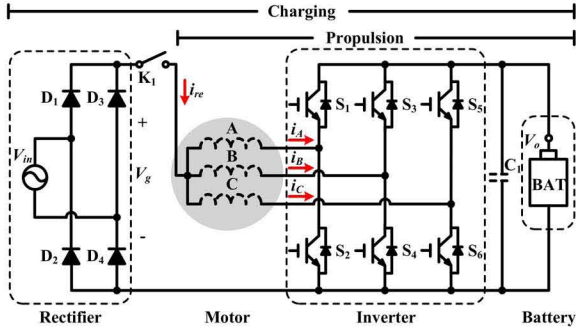 Charging
Propulsion
K1
ire
D1
D3
S1
S3
S5
+
A
iA
Vin
Vg
B
iB
C1
Vo
BAT
C
iC
-
D2
D4
S2
S4
S6
Rectifier
Motor
Inverter
Battery